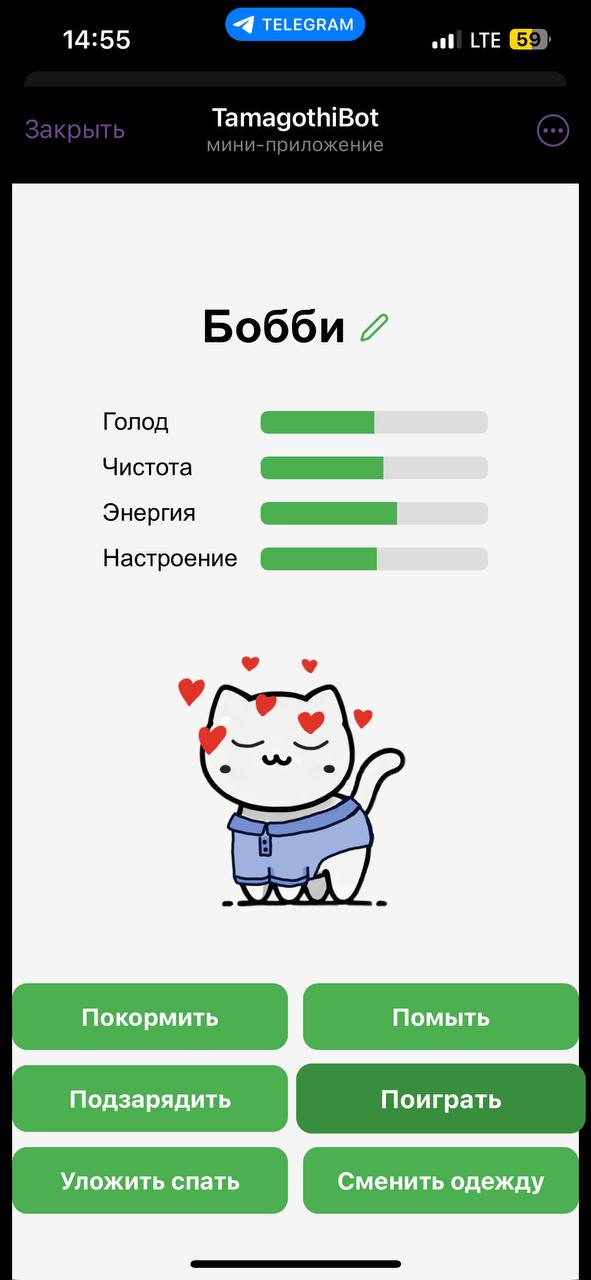 14:55
TELEGRAM
LTE
59
Закрыть
TamagothiBot
мини-приложение
Бобби
Голод
Чистота
Энергия
Настроение
Покормить
Помыть
Подзарядить
Поиграть
Уложить спать
Сменить одежду